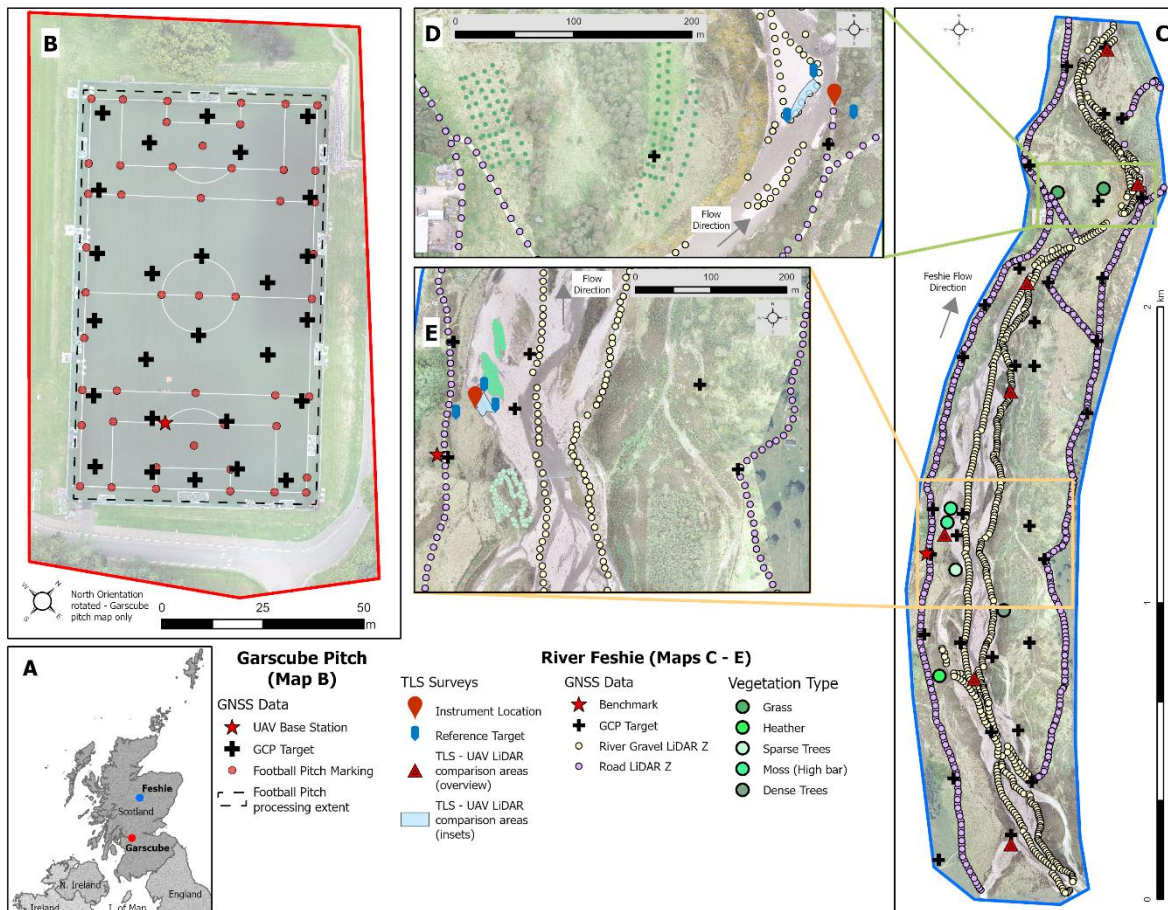 B
N
W
E
S
North Orientation
rotated - Garscube
pitch map only
0
25
50
m
D
0
100
200
m
Flow
Direction
E
Flow
Direction
0
100
200
m
C
Feshie Flow
Direction
2
km
1
0
A
Feshie
Scotland
Garscube
N. Ireland
Ireland
I. of Man
England
Garscube Pitch
(Map B)
GNSS Data
UAV Base Station
GCP Target
Football Pitch Marking
Football Pitch
processing extent
River Feshie (Maps C - E)
TLS Surveys
Instrument Location
Reference Target
TLS - UAV LiDAR
comparison areas
(overview)
TLS - UAV LiDAR
comparison areas
(insets)
GNSS Data
Benchmark
GCP Target
River Gravel LiDAR Z
Road LiDAR Z
Vegetation Type
Grass
Heather
Sparse Trees
Moss (High bar)
Dense Trees